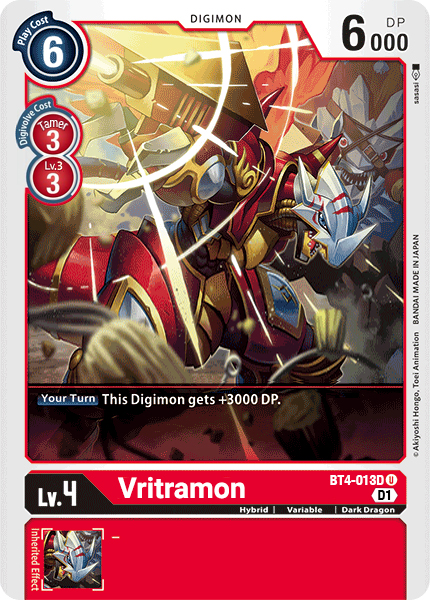 Play Cost
6
DIGIMON
6000
DP
Digivolve Cost
Tamer
3
Lv.3
3
sasasi
©Akiyoshi Hongo, Toei Animation BANDAI MADE IN JAPAN
Your Turn This Digimon gets +3000 DP.
Lv.4
Vritramon
BT4-013D U
D1
Hybrid | Variable | Dark Dragon
Inherited Effect
–